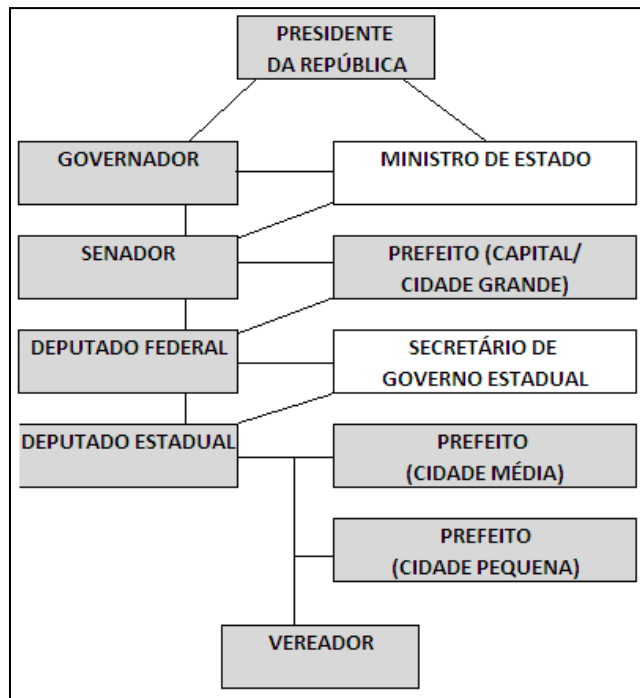 PRESIDENTE
DA REPÚBLICA
GOVERNADOR
MINISTRO DE ESTADO
SENADOR
PREFEITO (CAPITAL/
CIDADE GRANDE)
DEPUTADO FEDERAL
SECRETÁRIO DE
GOVERNO ESTADUAL
DEPUTADO ESTADUAL
PREFEITO
(CIDADE MÉDIA)
PREFEITO
(CIDADE PEQUENA)
VEREADOR